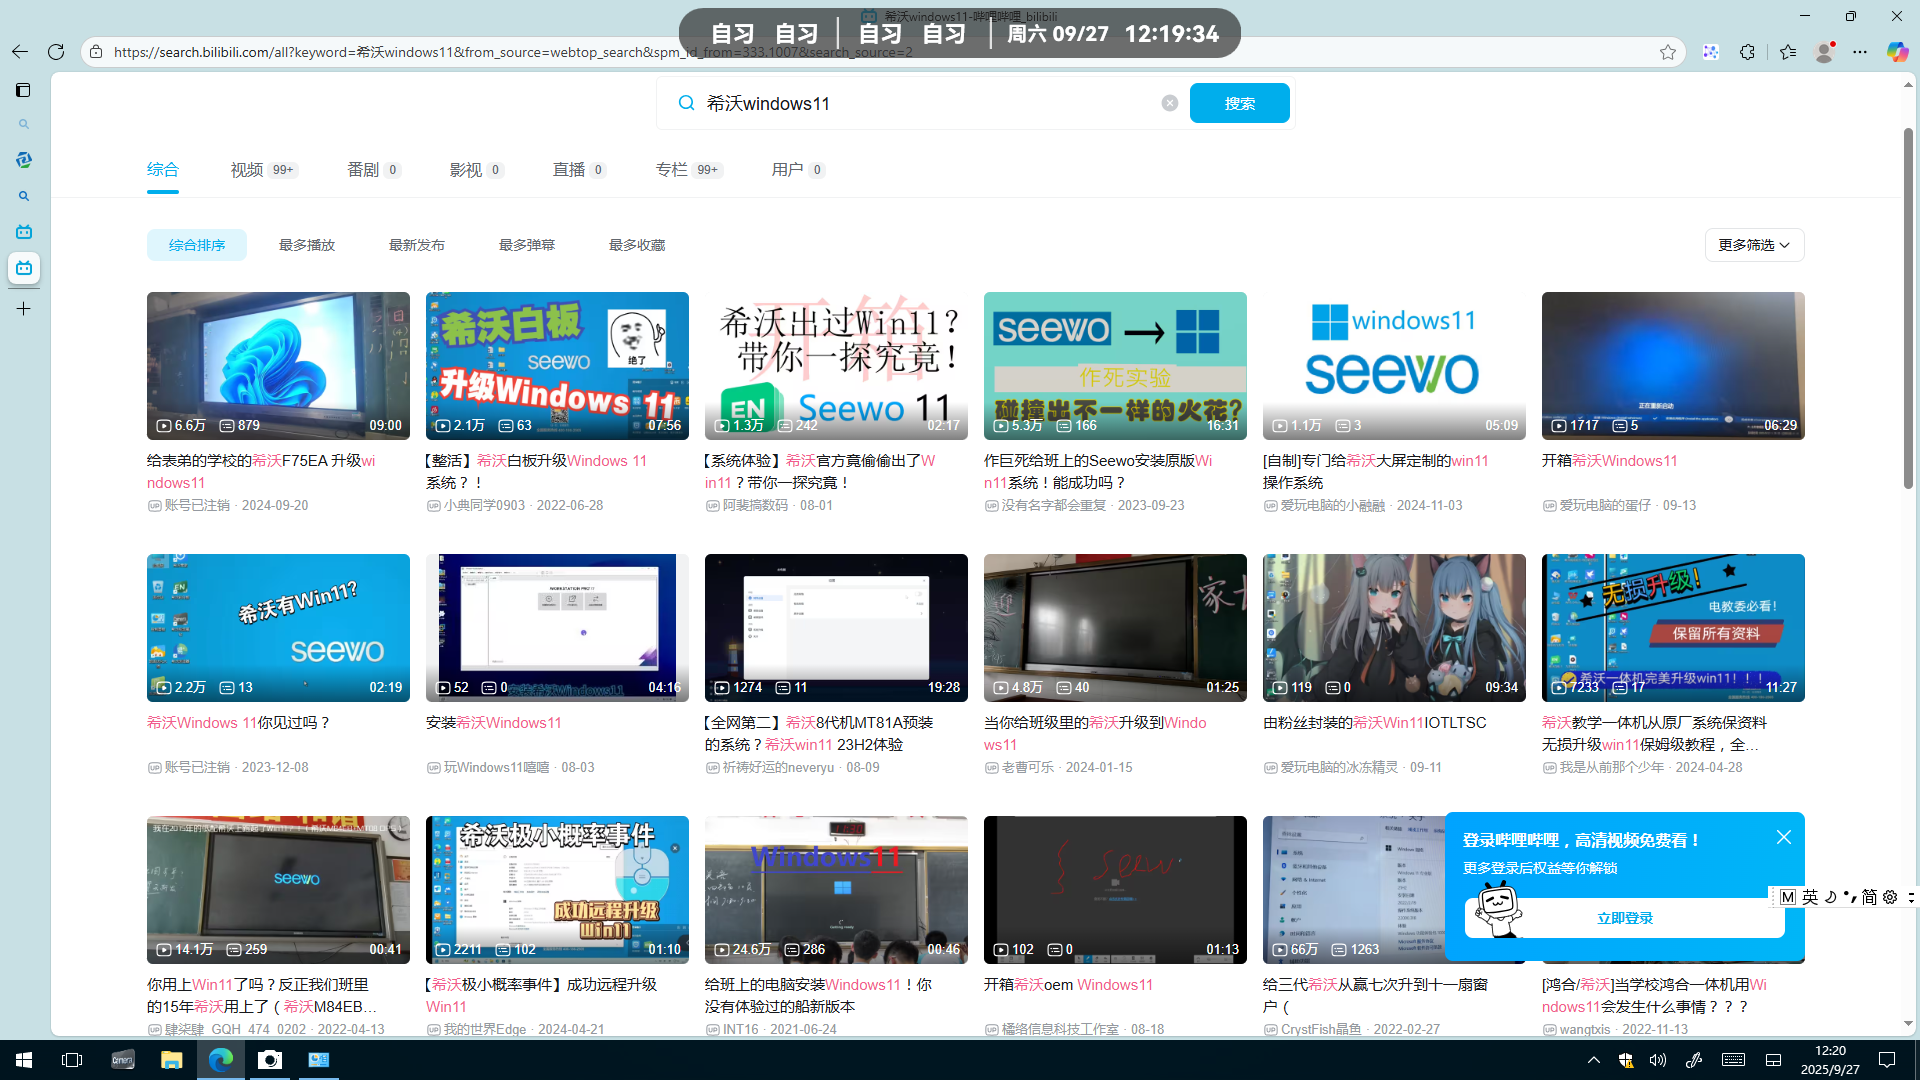 希沃windows11-哔哩哔哩_bilibili
自习 自习 自习 自习 周六 09/27 12:19:34
https://search.bilibili.com/all?keyword=希沃windows11&from_source=webtop_search&spm_id_from=333.1007&search_source=2
希沃windows11
搜索
综合 视频 99+ 番剧 0 影视 0 直播 0 专栏 99+ 用户 0
综合排序 最多播放 最新发布 最多弹幕 最多收藏 更多筛选
6.6万 879 09:00
给表弟的学校的希沃F75EA 升级wi
ndows11
账号已注销 · 2024-09-20
希沃白板
seewo
绝了
升级Windows 11
2.1万 63 07:56
【整活】希沃白板升级Windows 11
系统？！
小典同学0903 · 2022-06-28
开箱
希沃出过Win11？
带你一探究竟！
EN Seewo 11
1.3万 242 02:17
【系统体验】希沃官方竟偷偷出了W
in11？带你一探究竟！
阿裴搞数码 · 08-01
seewo
作死实验
碰撞出不一样的火花？
5.3万 166 16:31
作巨死给班上的Seewo安装原版Wi
n11系统！能成功吗？
没有名字都会重复 · 2023-09-23
windows11
seewo
1.1万 3 05:09
[自制]专门给希沃大屏定制的win11
操作系统
爱玩电脑的小融融 · 2024-11-03
正在重新启动
1717 5 06:29
开箱希沃Windows11
爱玩电脑的蛋仔 · 09-13
希沃有Win11?
seewo
2.2万 13 02:19
希沃Windows 11你见过吗？
账号已注销 · 2023-12-08
安装希沃Windows11
52 0 04:16
安装希沃Windows11
玩Windows11嘻嘻 · 08-03
1274 11 19:28
【全网第二】希沃8代机MT81A预装
的系统？希沃win11 23H2体验
祈祷好运的neveryu · 08-09
4.8万 40 01:25
当你给班级里的希沃升级到Windo
ws11
老曹可乐 · 2024-01-15
119 0 09:34
由粉丝封装的希沃Win11IOTLTSC
爱玩电脑的冰冻精灵 · 09-11
无损升级！
电教委必看！
保留所有资料
希沃一体机完美升级win11！！！
7233 17 11:27
希沃教学一体机从原厂系统保资料
无损升级win11保姆级教程，全...
我是从前那个少年 · 2024-04-28
seewo
14.1万 259 00:41
你用上Win11了吗？反正我们班里
的15年希沃用上了（希沃M84EB...
肆柒肆_GQH_474_0202 · 2022-04-13
希沃极小概率事件
成功远程升级
Win11
2211 102 01:10
【希沃极小概率事件】成功远程升级
Win11
我的世界Edge · 2024-04-21
Windows11
24.6万 286 00:46
给班上的电脑安装Windows11！你
没有体验过的船新版本
INT16 · 2021-06-24
102 0 01:13
开箱希沃oem Windows11
橘络信息科技工作室 · 08-18
66万 1263
给三代希沃从赢七次升到十一扇窗
户（
CrystFish晶鱼 · 2022-02-27
[鸿合/希沃]当学校鸿合一体机用Wi
ndows11会发生什么事情？？？
wangtxis · 2022-11-13
登录哔哩哔哩，高清视频免费看！
更多登录后权益等你解锁
立即登录
M 英 简
12:20
2025/9/27